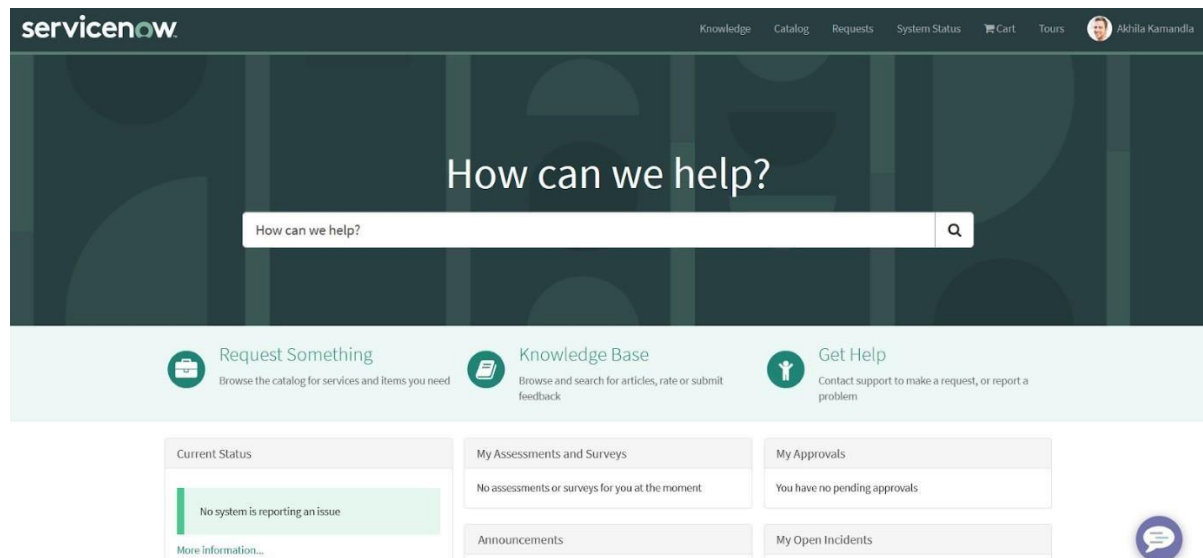 servicenow
Knowledge Catalog Requests System Status Cart Tours Akhila Kamandla
How can we help?
How can we help?
Request Something
Browse the catalog for services and items you need
Knowledge Base
Browse and search for articles, rate or submit
feedback
Get Help
Contact support to make a request, or report a
problem
Current Status
No system is reporting an issue
More information...
My Assessments and Surveys
No assessments or surveys for you at the moment
Announcements
My Approvals
You have no pending approvals
My Open Incidents